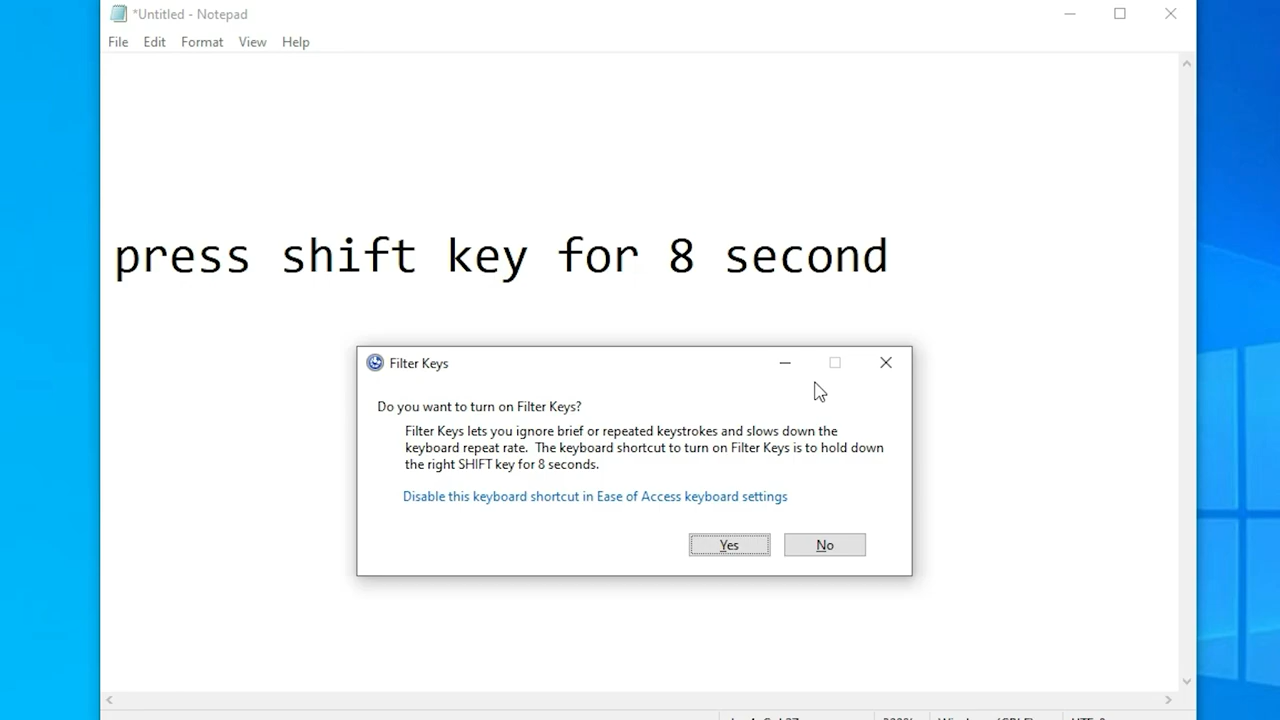 *Untitled - Notepad
File Edit Format View Help
press shift key for 8 second
Filter Keys
Do you want to turn on Filter Keys?
Filter Keys lets you ignore brief or repeated keystrokes and slows down the
keyboard repeat rate. The keyboard shortcut to turn on Filter Keys is to hold down
the right SHIFT key for 8 seconds.
Disable this keyboard shortcut in Ease of Access keyboard settings
Yes No